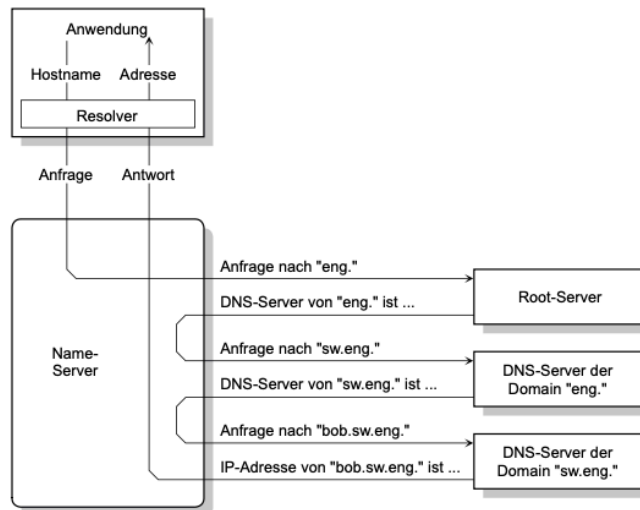 Anwendung
Hostname Adresse
Resolver
Anfrage Antwort
Anfrage nach "eng."
DNS-Server von "eng." ist ...
Root-Server
Name-
Server
Anfrage nach "sw.eng."
DNS-Server von "sw.eng." ist ...
DNS-Server der
Domain "eng."
Anfrage nach "bob.sw.eng."
IP-Adresse von "bob.sw.eng." ist ...
DNS-Server der
Domain "sw.eng."